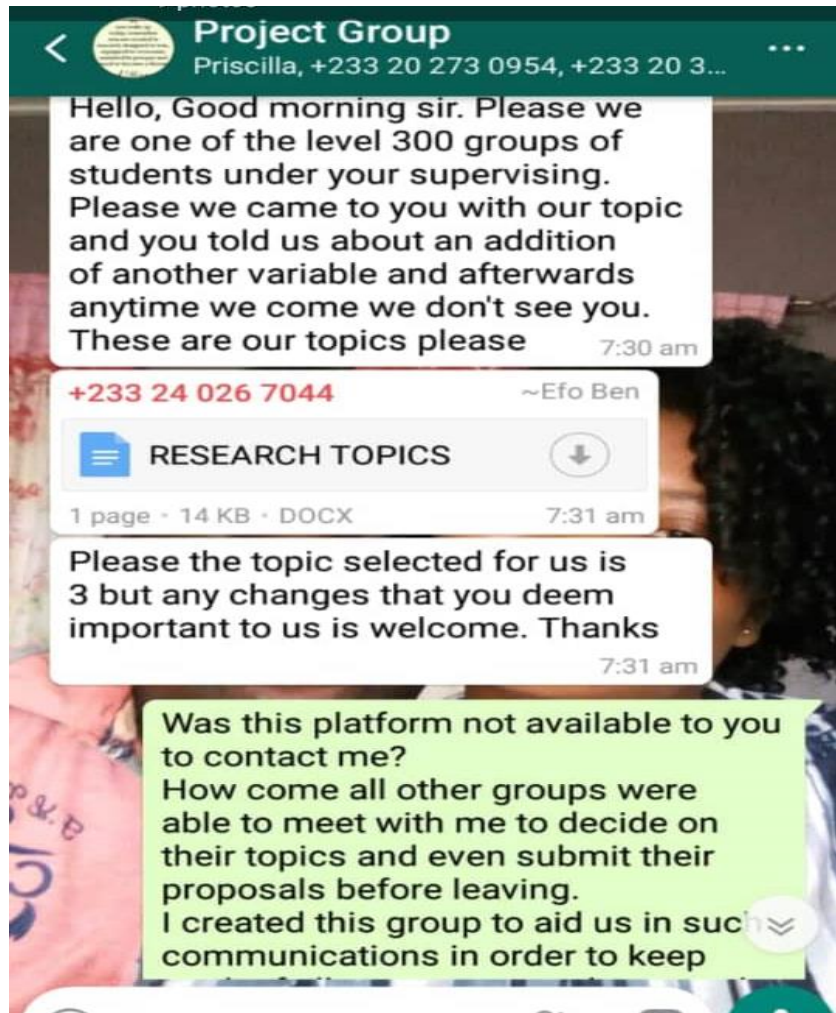 Project Group
Priscilla, +233 20 273 0954, +233 20 3...
Hello, Good morning sir. Please we
are one of the level 300 groups of
students under your supervising.
Please we came to you with our topic
and you told us about an addition
of another variable and afterwards
anytime we come we don't see you.
These are our topics please 7:30 am
+233 24 026 7044 ~Efo Ben
RESEARCH TOPICS
1 page · 14 KB · DOCX 7:31 am
Please the topic selected for us is
3 but any changes that you deem
important to us is welcome. Thanks
7:31 am
Was this platform not available to you
to contact me?
How come all other groups were
able to meet with me to decide on
their topics and even submit their
proposals before leaving.
I created this group to aid us in such
communications in order to keep